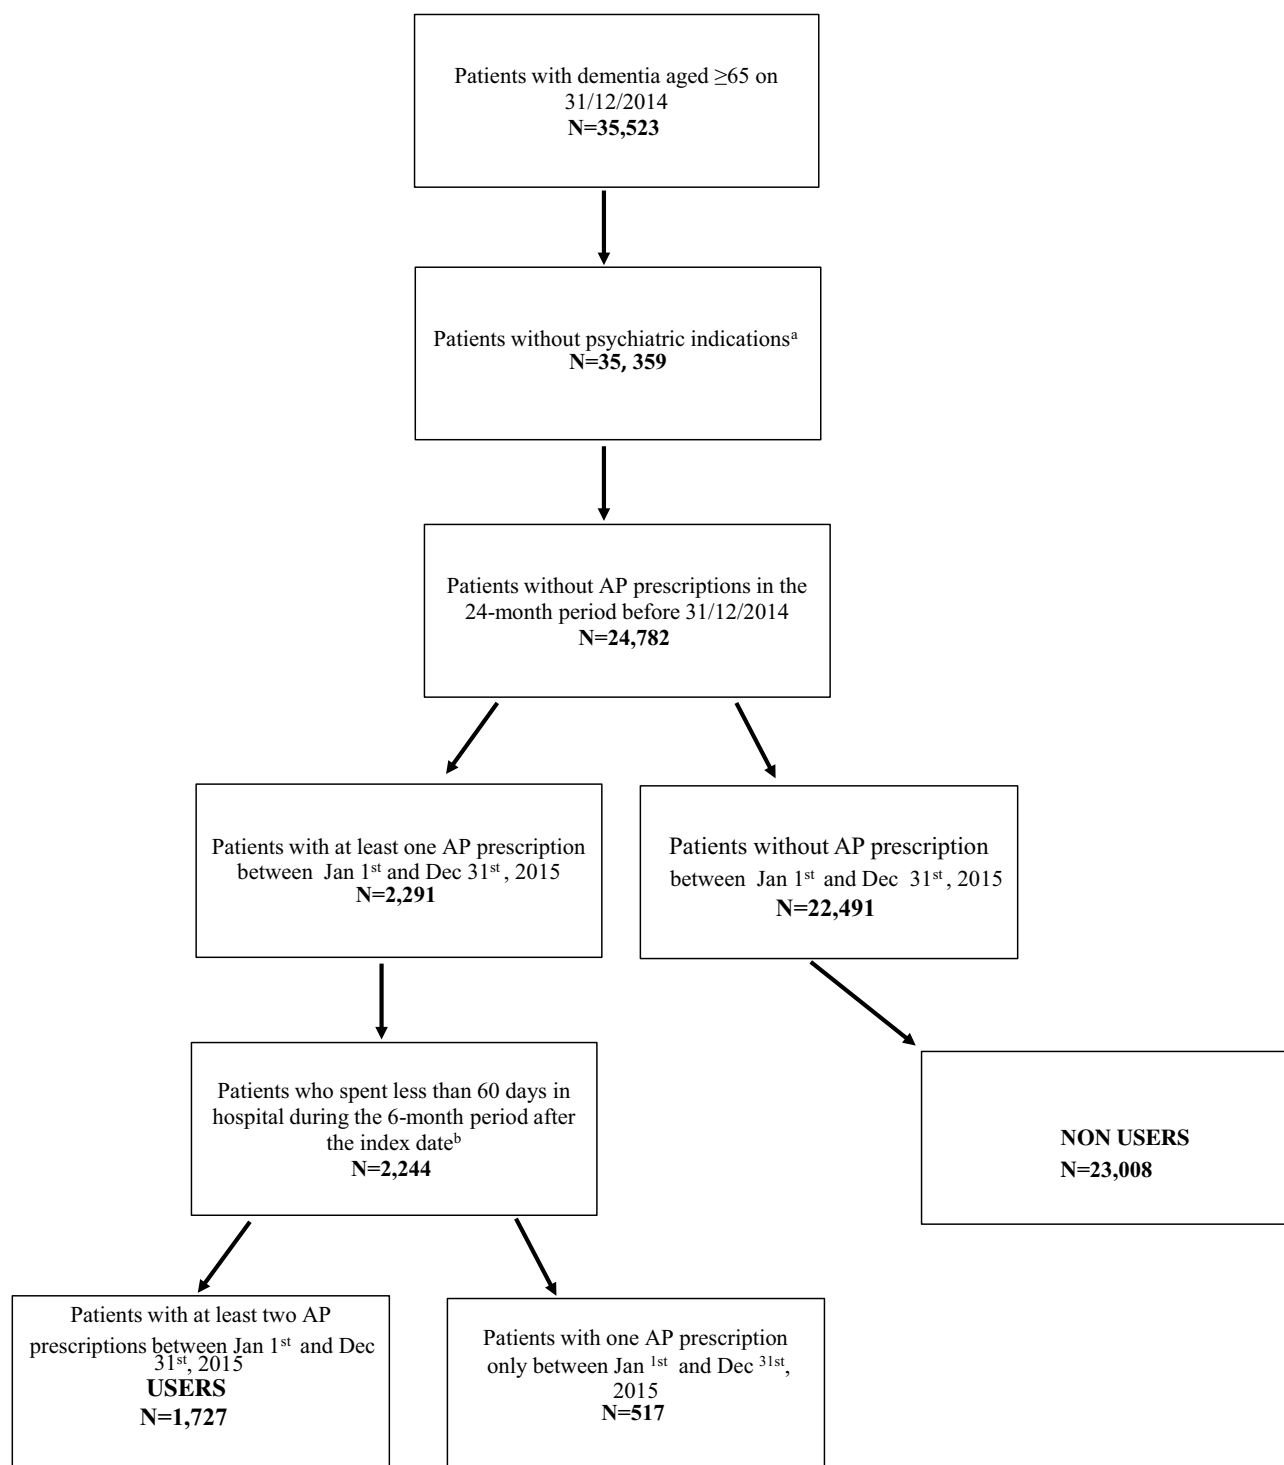 Patients with dementia aged ≥65 on
31/12/2014
N=35,523
Patients without psychiatric indicationsᵃ
N=35, 359
Patients without AP prescriptions in the
24-month period before 31/12/2014
N=24,782
Patients with at least one AP prescription
between Jan 1ˢᵗ and Dec 31ˢᵗ, 2015
N=2,291
Patients without AP prescription
between Jan 1ˢᵗ and Dec 31ˢᵗ, 2015
N=22,491
Patients who spent less than 60 days in
hospital during the 6-month period after
the index dateᵇ
N=2,244
NON USERS
N=23,008
Patients with at least two AP
prescriptions between Jan 1ˢᵗ and Dec
31ˢᵗ, 2015
USERS
N=1,727
Patients with one AP prescription
only between Jan ¹ˢᵗ and Dec ³¹ˢᵗ,
2015
N=517